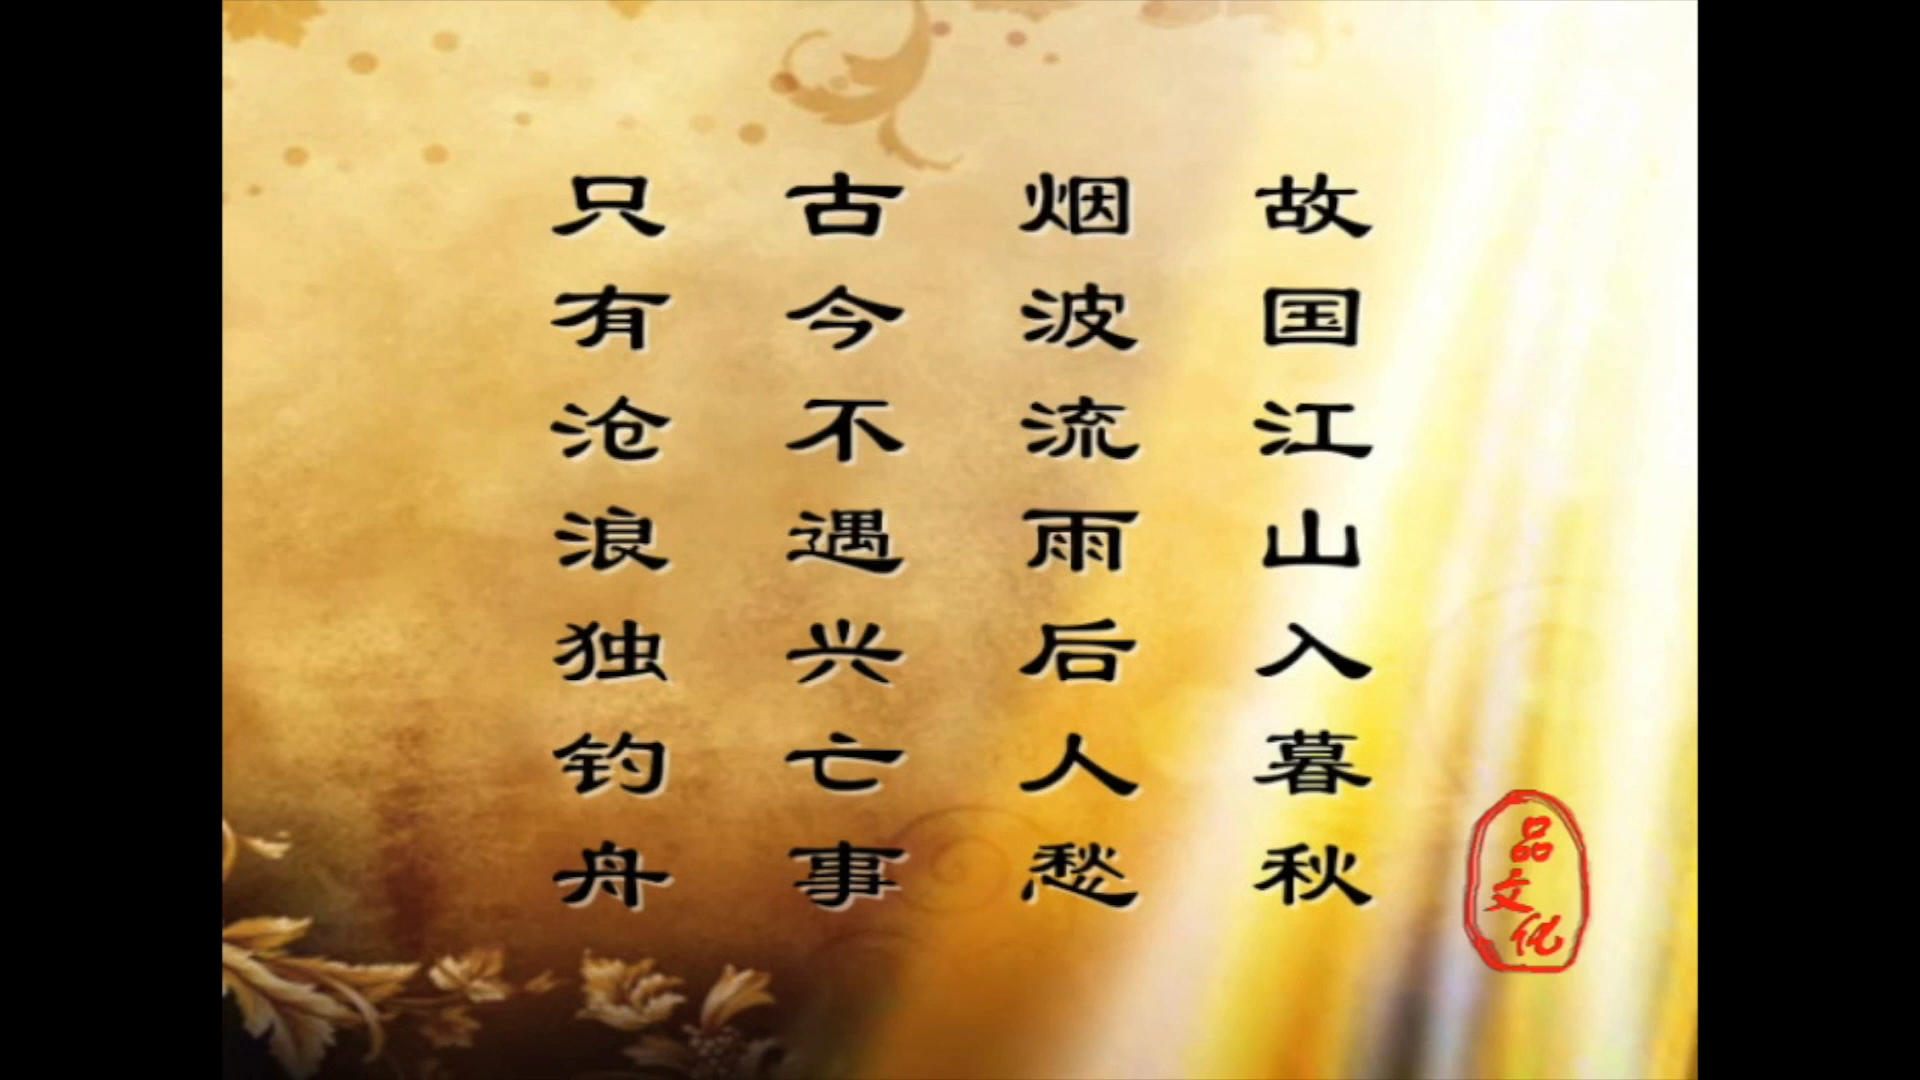 故国江山入暮秋
烟波流雨后人愁
古今不遇兴亡事
只有沧浪独钓舟
品文化